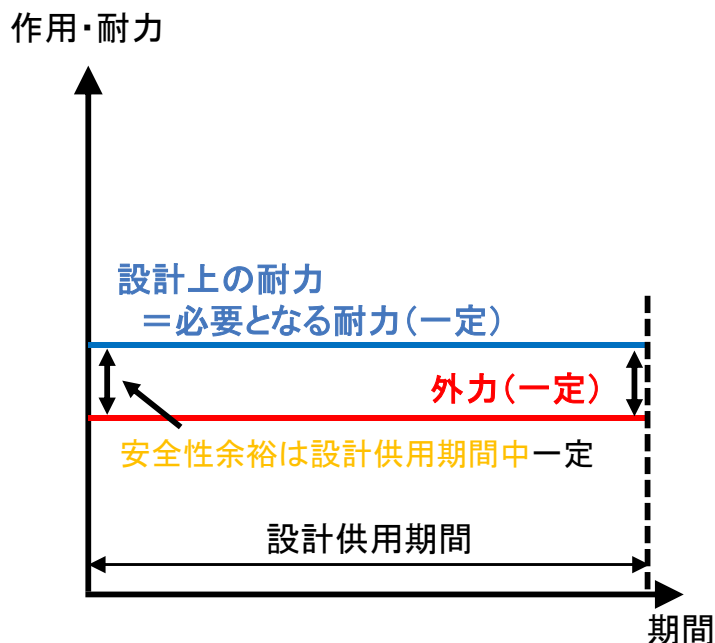 作用・耐力
設計上の耐力
＝必要となる耐力（一定）
外力（一定）
安全性余裕は設計供用期間中一定
設計供用期間
期間